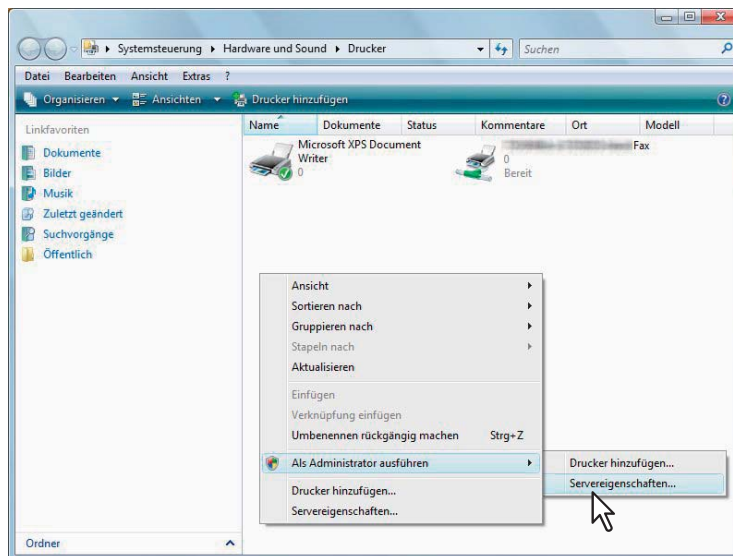 Systemsteuerung Hardware und Sound Drucker Suchen
Datei Bearbeiten Ansicht Extras ?
Organisieren Ansichten Drucker hinzufügen ?
Linkfavoriten
Dokumente
Bilder
Musik
Zuletzt geändert
Suchvorgänge
Öffentlich
Name Dokumente Status Kommentare Ort Modell
Microsoft XPS Document
Writer
0
Fax
0
Bereit
Ansicht
Sortieren nach
Gruppieren nach
Stapeln nach
Aktualisieren
Einfügen
Verknüpfung einfügen
Umbenennen rückgängig machen Strg+Z
Als Administrator ausführen
Drucker hinzufügen...
Servereigenschaften...
Drucker hinzufügen...
Servereigenschaften...
Ordner